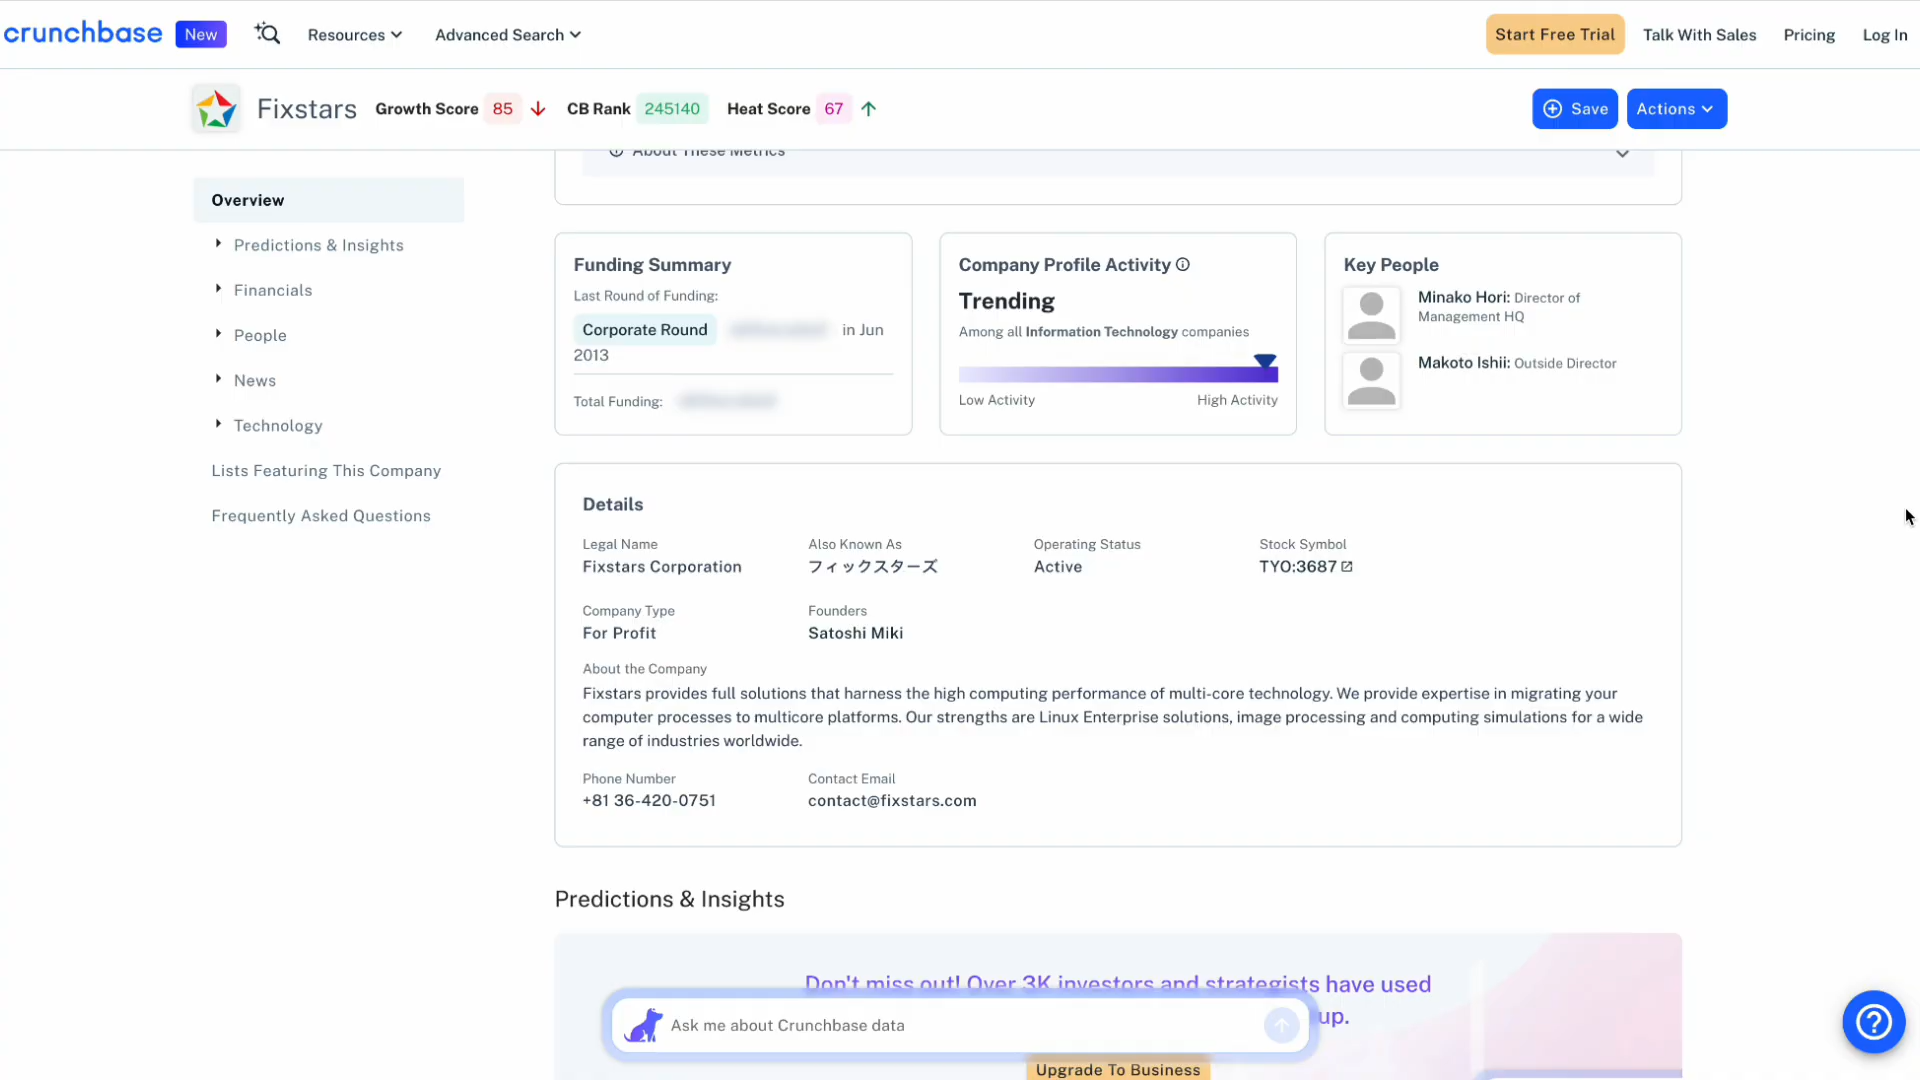 crunchbase New Resources Advanced Search Start Free Trial Talk With Sales Pricing Log In
Fixstars Growth Score 85 CB Rank 245140 Heat Score 67 Save Actions
About These Metrics
Overview
Predictions & Insights
Financials
People
News
Technology
Lists Featuring This Company
Frequently Asked Questions
Funding Summary
Last Round of Funding:
Corporate Round in Jun
2013
Total Funding:
Company Profile Activity
Trending
Among all Information Technology companies
Low Activity High Activity
Key People
Minako Hori: Director of
Management HQ
Makoto Ishii: Outside Director
Details
Legal Name Also Known As Operating Status Stock Symbol
Fixstars Corporation フィックスターズ Active TYO:3687
Company Type Founders
For Profit Satoshi Miki
About the Company
Fixstars provides full solutions that harness the high computing performance of multi-core technology. We provide expertise in migrating your
computer processes to multicore platforms. Our strengths are Linux Enterprise solutions, image processing and computing simulations for a wide
range of industries worldwide.
Phone Number Contact Email
+81 36-420-0751 contact@fixstars.com
Predictions & Insights
Don't miss out! Over 3K investors and strategists have used
up.
Ask me about Crunchbase data
Upgrade To Business